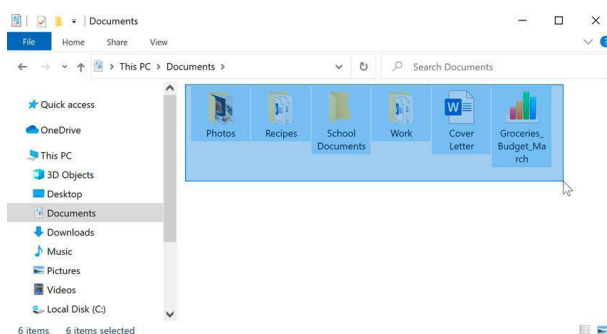 Documents
File Home Share View
This PC > Documents >
Search Documents
Quick access
OneDrive
This PC
3D Objects
Desktop
Documents
Downloads
Music
Pictures
Videos
Local Disk (C:)
Photos
Recipes
School
Documents
Work
W
Cover
Letter
Groceries_
Budget_Ma
rch
6 items 6 items selected